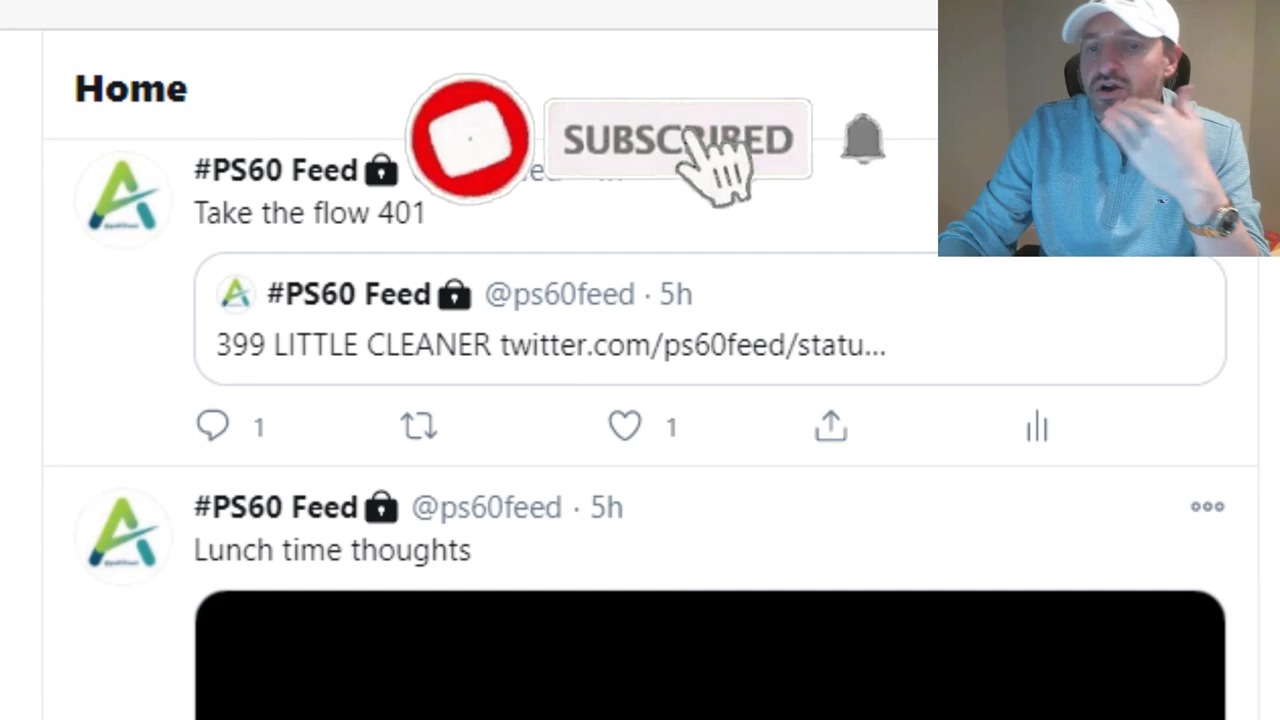 Home
SUBSCRIBED
#PS60 Feed
Take the flow 401
#PS60 Feed @ps60feed · 5h
399 LITTLE CLEANER twitter.com/ps60feed/statu...
1 1
#PS60 Feed @ps60feed · 5h
Lunch time thoughts